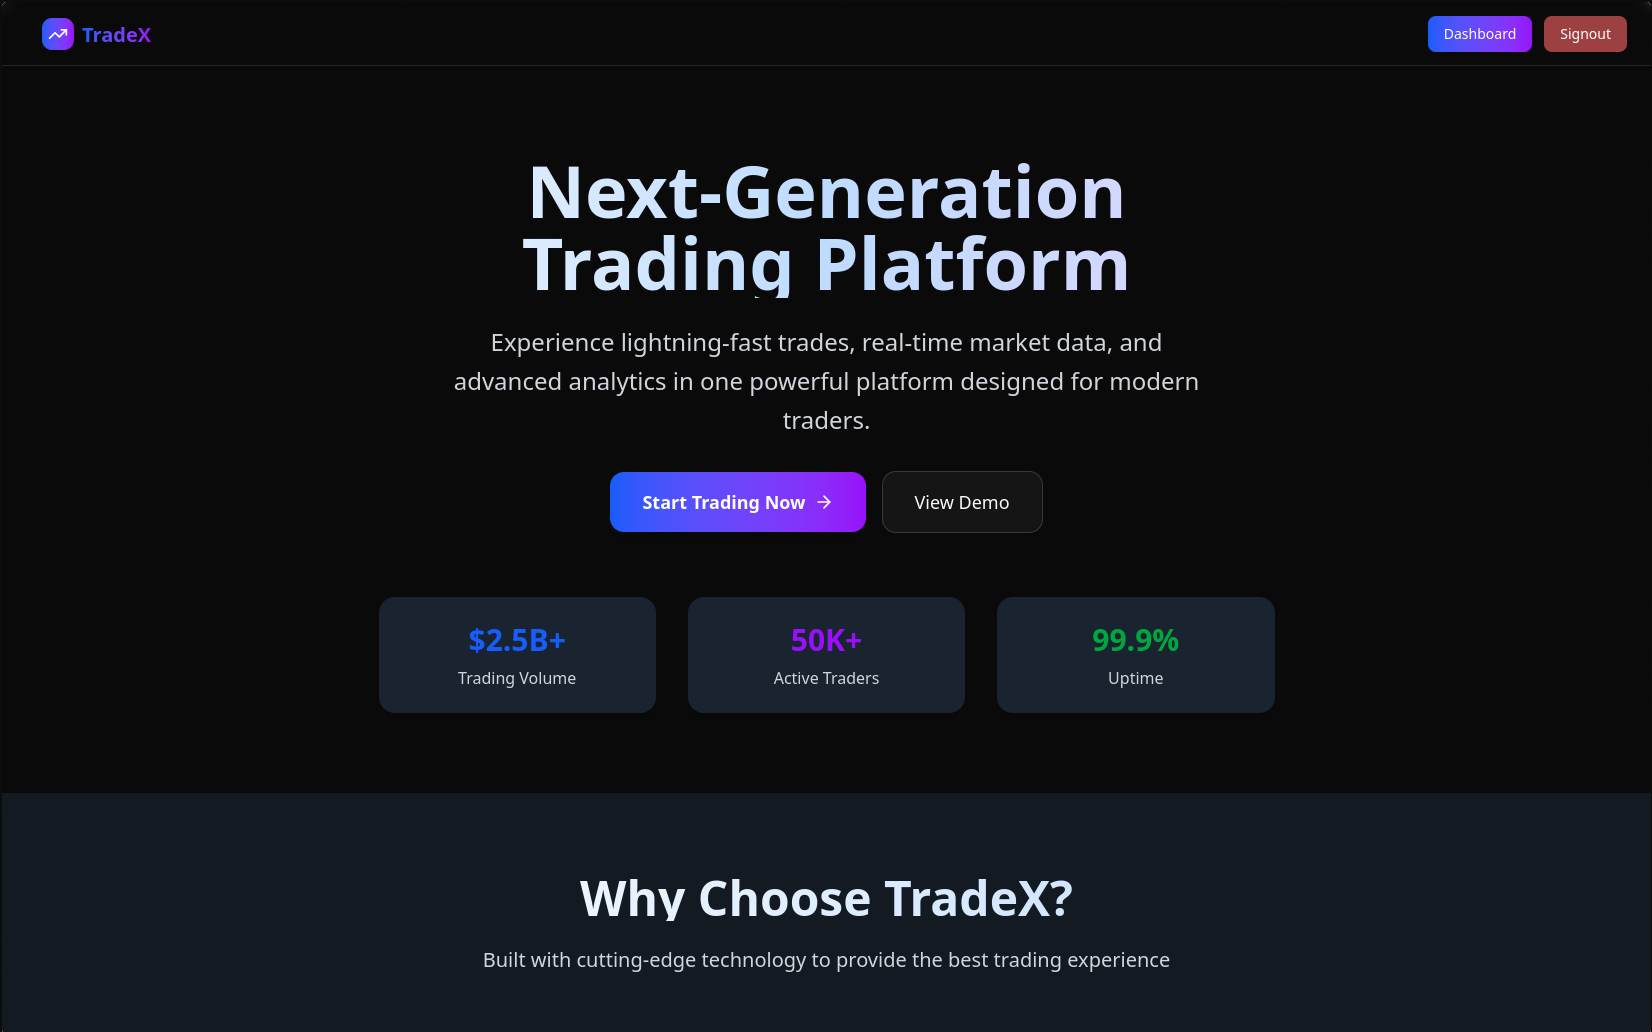 TradeX
Dashboard
Signout
Next-Generation
Trading Platform
Experience lightning-fast trades, real-time market data, and
advanced analytics in one powerful platform designed for modern
traders.
Start Trading Now
View Demo
$2.5B+
Trading Volume
50K+
Active Traders
99.9%
Uptime
Why Choose TradeX?
Built with cutting-edge technology to provide the best trading experience